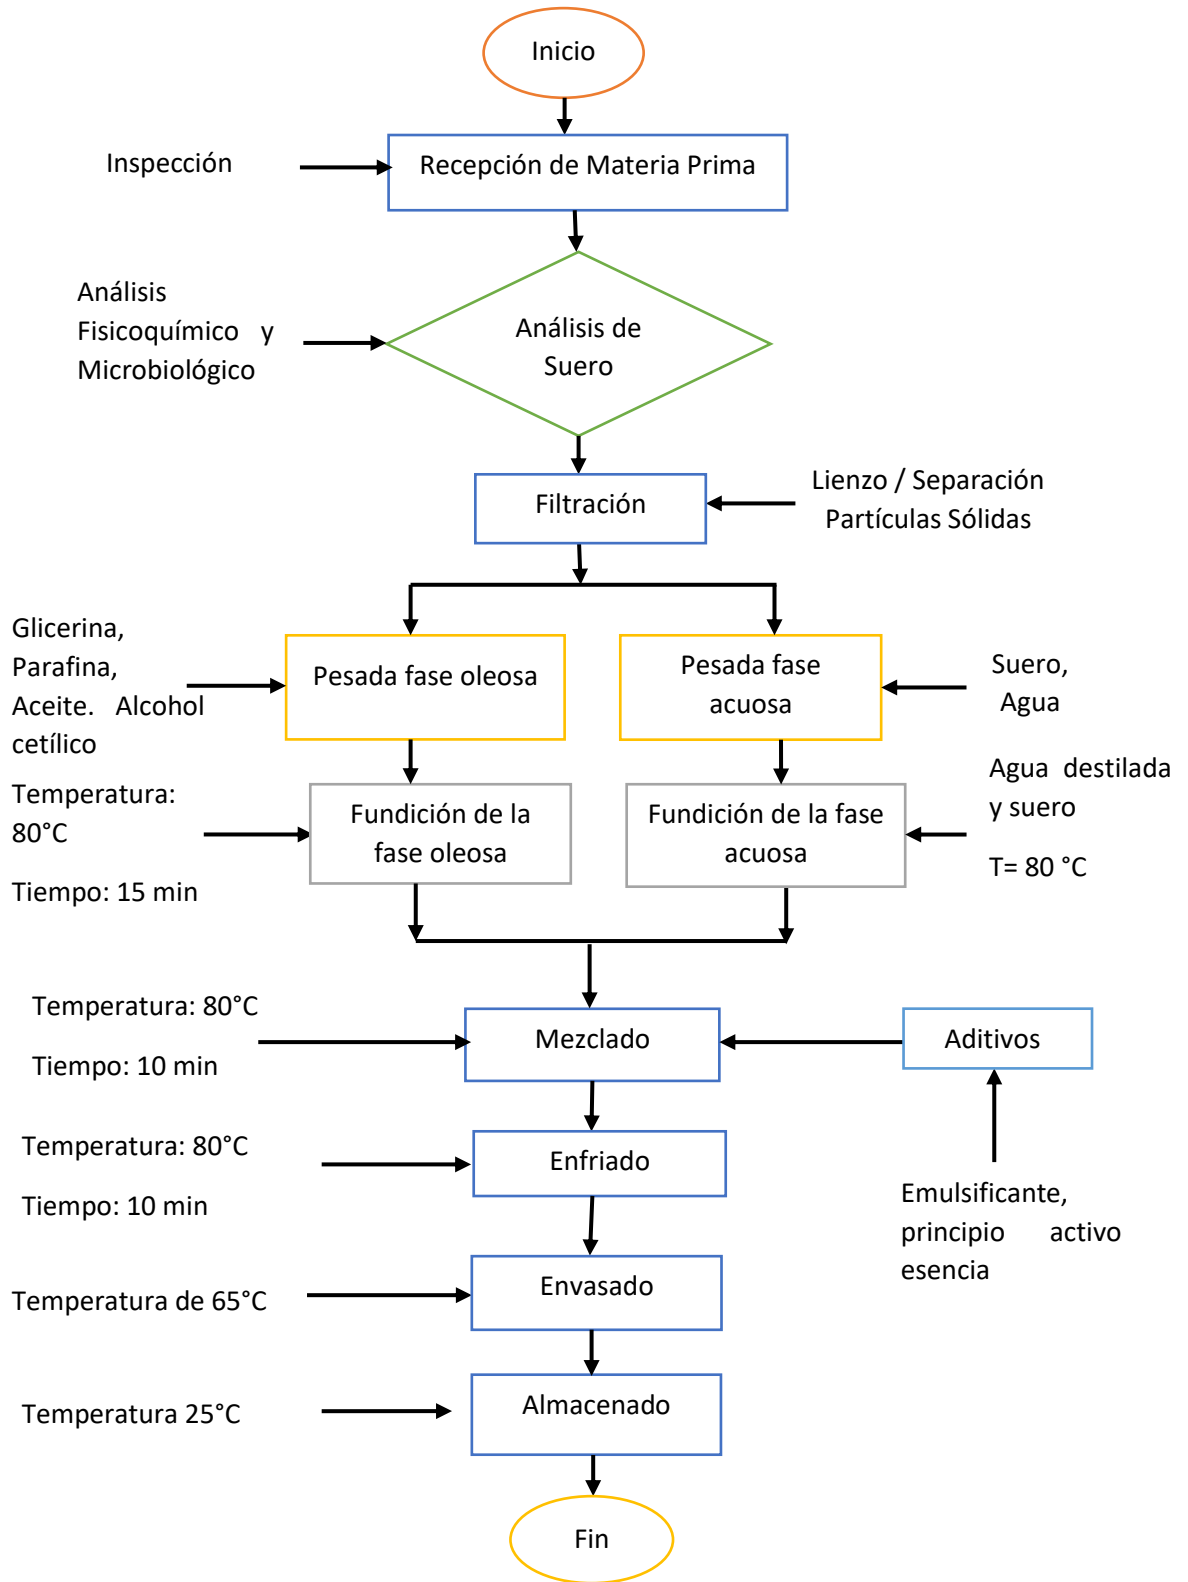 Inicio
Inspección
Recepción de Materia Prima
Análisis
Fisicoquímico y
Microbiológico
Análisis de
Suero
Filtración
Lienzo / Separación
Partículas Sólidas
Glicerina,
Parafina,
Aceite. Alcohol
cetílico
Pesada fase oleosa
Pesada fase
acuosa
Suero,
Agua
Temperatura:
80°C
Tiempo: 15 min
Fundición de la
fase oleosa
Fundición de la fase
acuosa
Agua destilada
y suero
T= 80 °C
Temperatura: 80°C
Tiempo: 10 min
Mezclado
Aditivos
Temperatura: 80°C
Tiempo: 10 min
Enfriado
Emulsificante,
principio activo
esencia
Temperatura de 65°C
Envasado
Temperatura 25°C
Almacenado
Fin